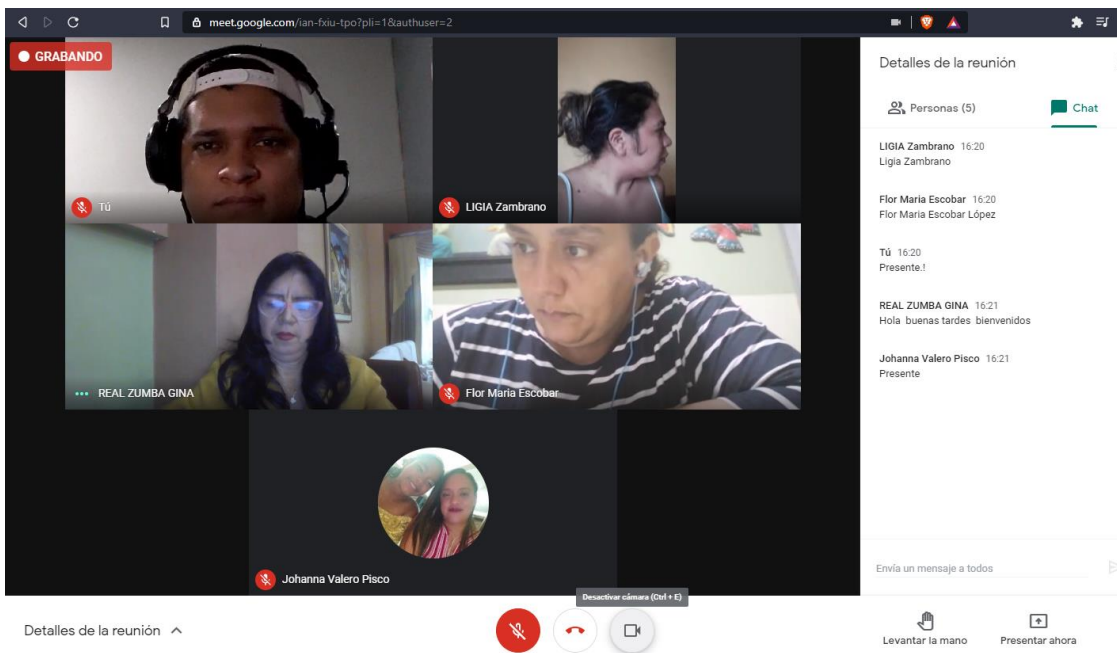 meet.google.com/ian-fxiu-tpo?pli=1&authuser=2
GRABANDO
Tú
LIGIA Zambrano
REAL ZUMBA GINA
Flor Maria Escobar
Johanna Valero Pisco
Detalles de la reunión
Personas (5)
Chat
LIGIA Zambrano 16:20
Ligia Zambrano
Flor Maria Escobar 16:20
Flor Maria Escobar López
Tú 16:20
Presente.!
REAL ZUMBA GINA 16:21
Hola buenas tardes bienvenidos
Johanna Valero Pisco 16:21
Presente
Envía un mensaje a todos
Desactivar cámara (Ctrl + E)
Detalles de la reunión
Levantar la mano
Presentar ahora